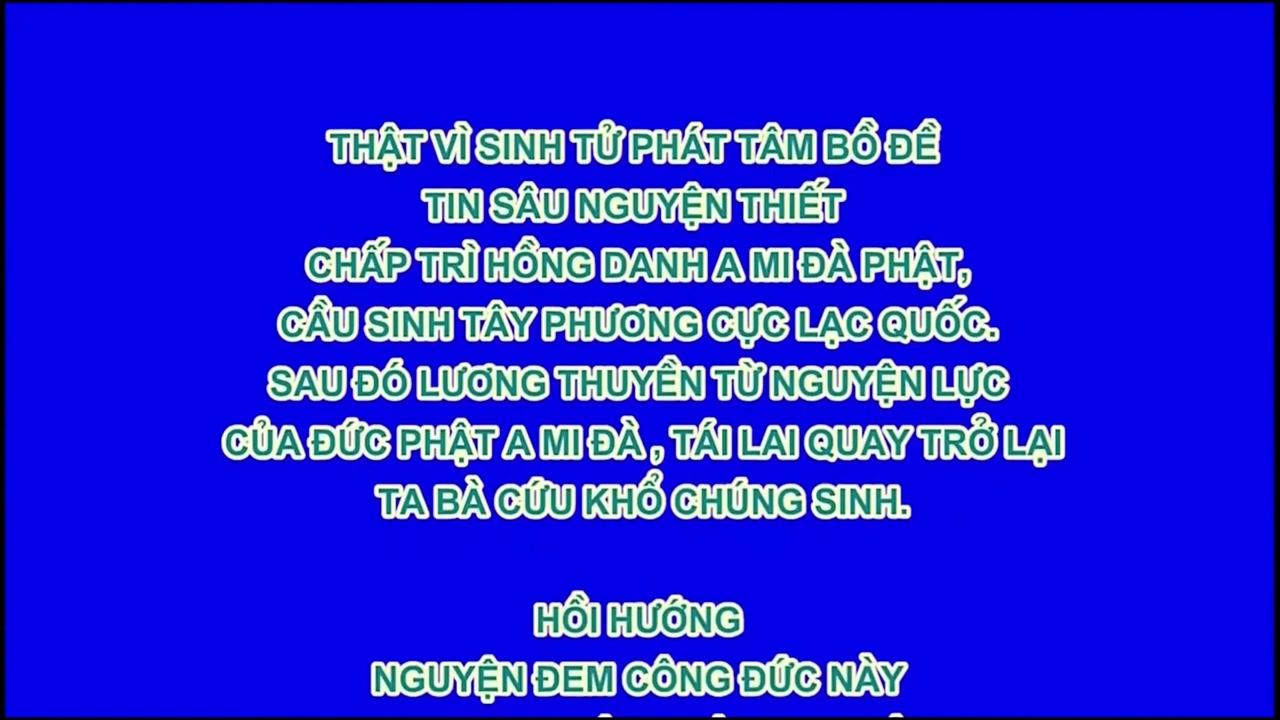 THẬT VÌ SINH TỬ PHÁT TÂM BỒ ĐỀ
TIN SÂU NGUYỆN THIẾT
CHẤP TRÌ HỒNG DANH A MI ĐÀ PHẬT,
CẦU SINH TÂY PHƯƠNG CỰC LẠC QUỐC.
SAU ĐÓ LƯƠNG THUYỀN TỪ NGUYỆN LỰC
CỦA ĐỨC PHẬT A MI ĐÀ , TÁI LAI QUAY TRỞ LẠI
TA BÀ CỨU KHỔ CHÚNG SINH.
HỒI HƯỚNG
NGUYỆN ĐEM CÔNG ĐỨC NÀY